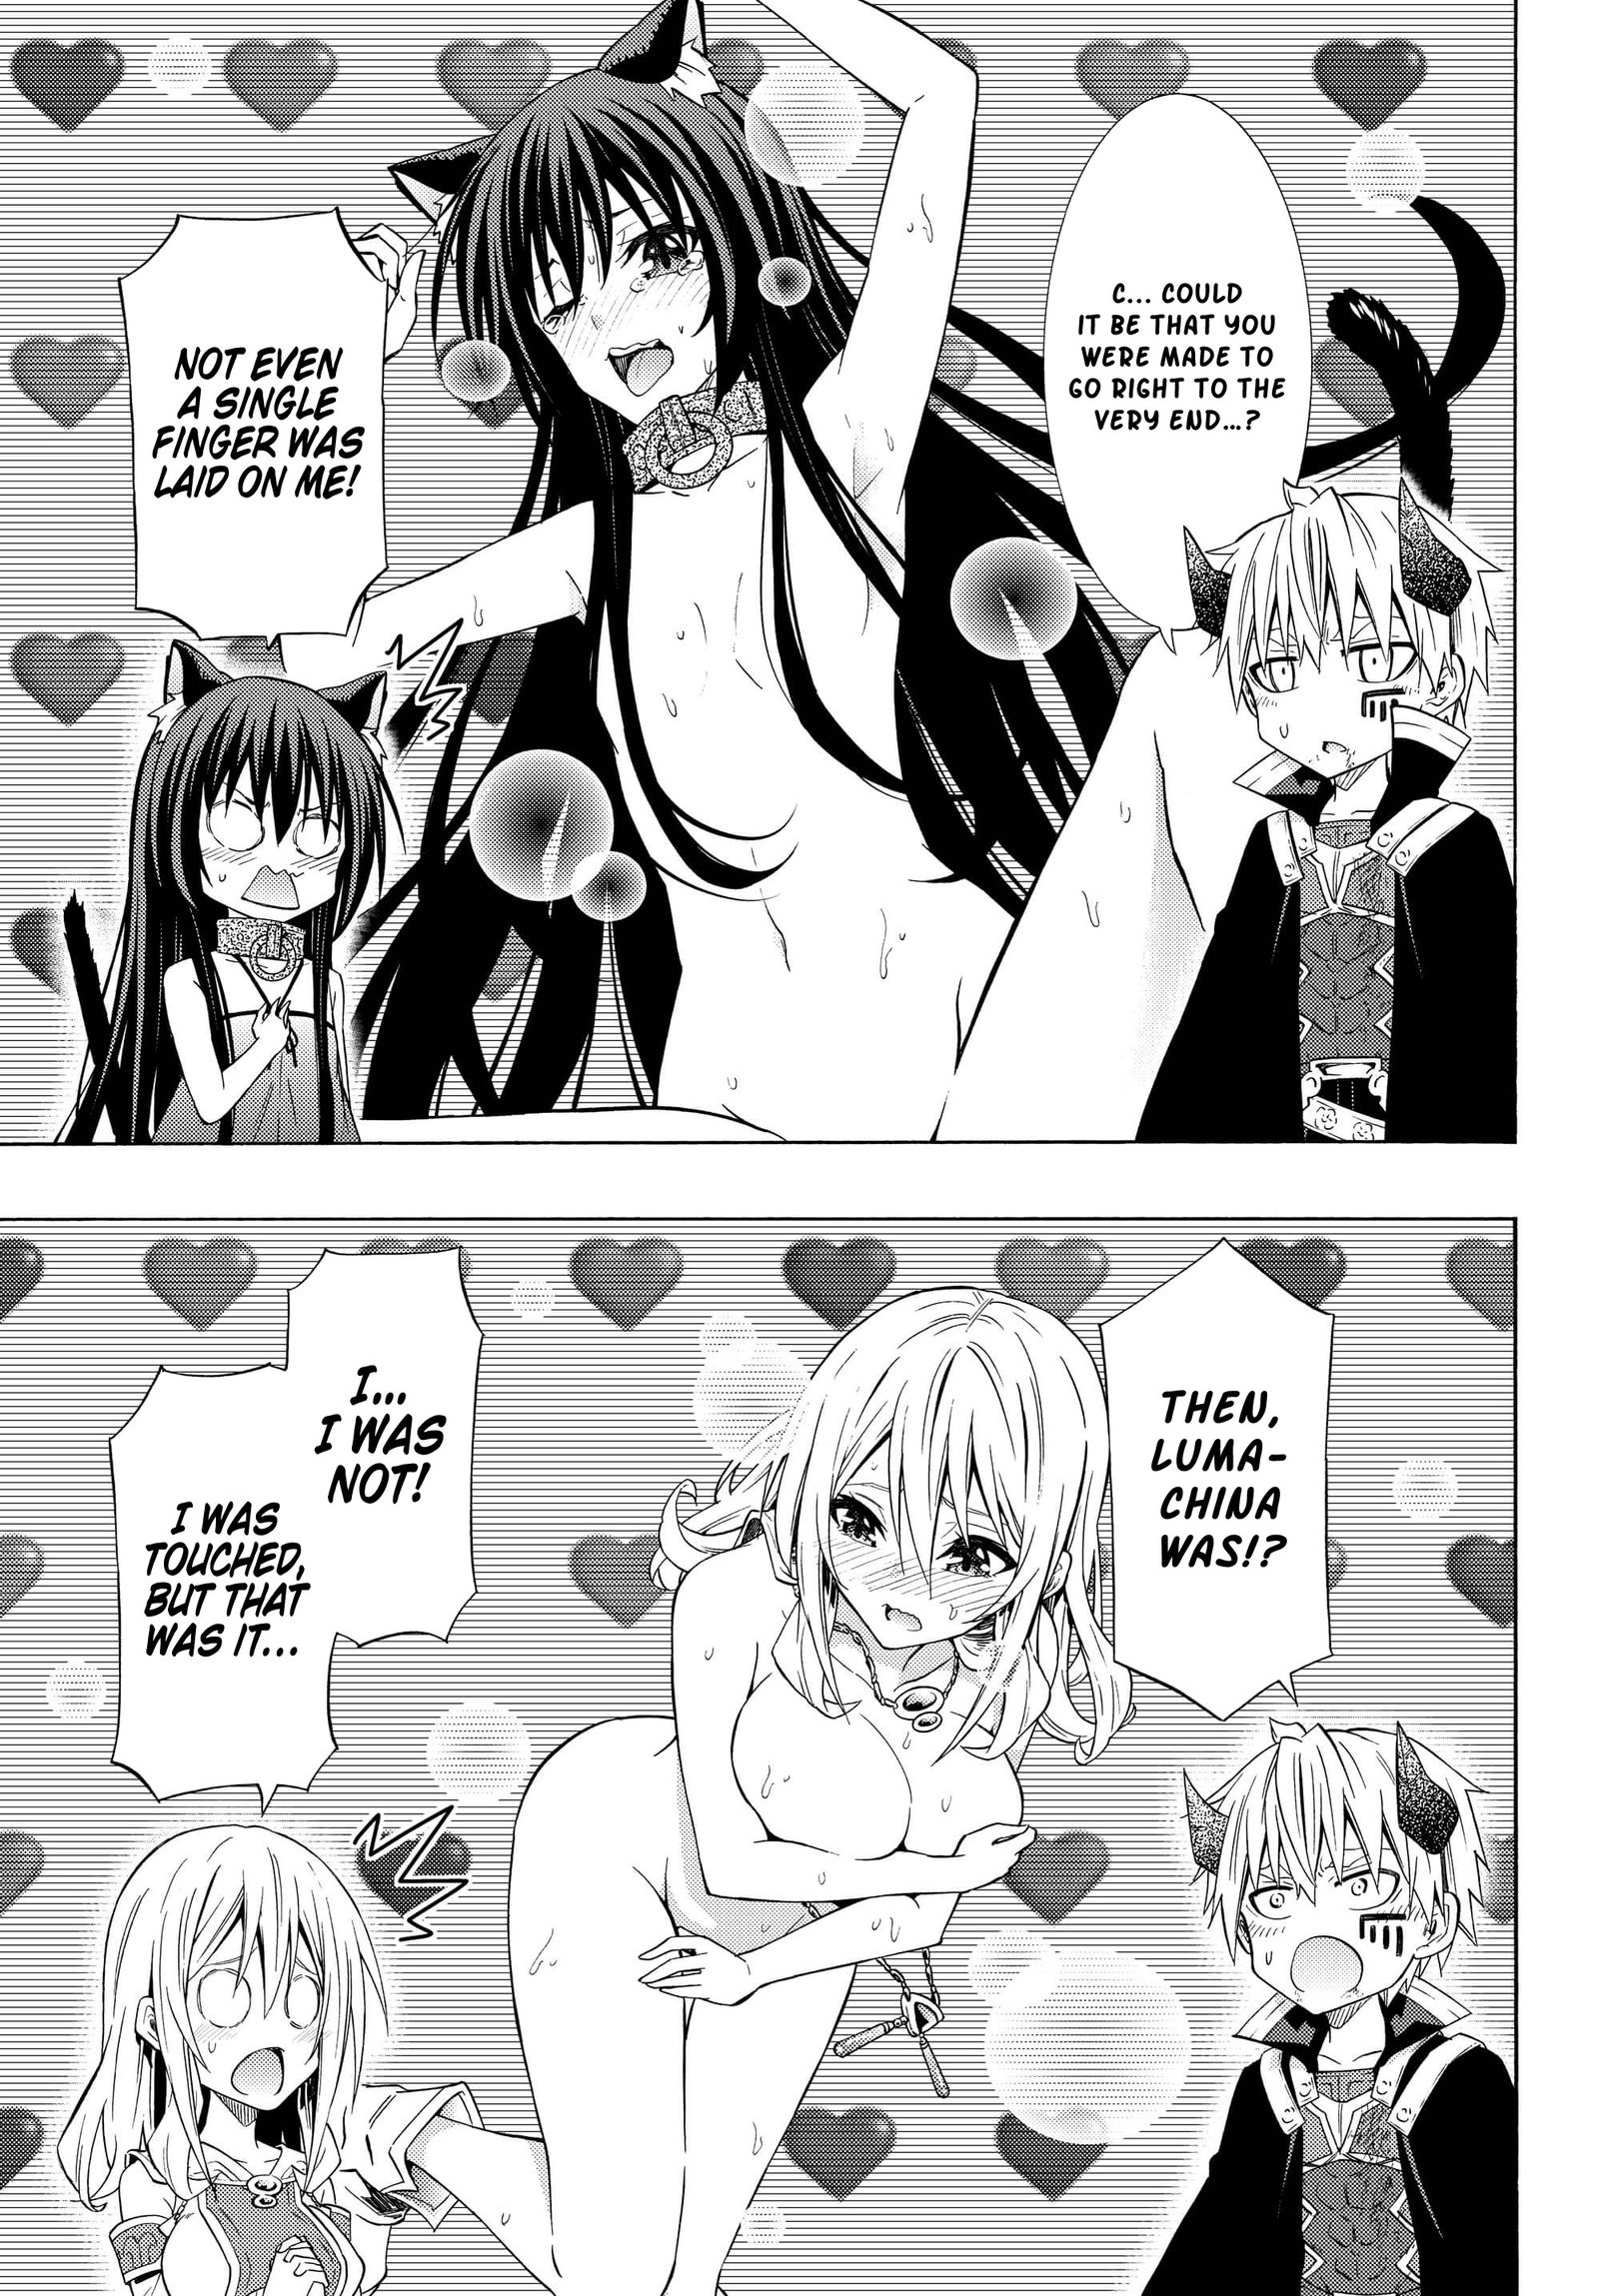 C... COULD
IT BE THAT YOU
WERE MADE TO
GO RIGHT TO THE
VERY END...?
NOT EVEN
A SINGLE
FINGER WAS
LAID ON ME!
THEN,
LUMA-
CHINA
WAS!?
I...
I WAS
NOT!
I WAS
TOUCHED,
BUT THAT
WAS IT...